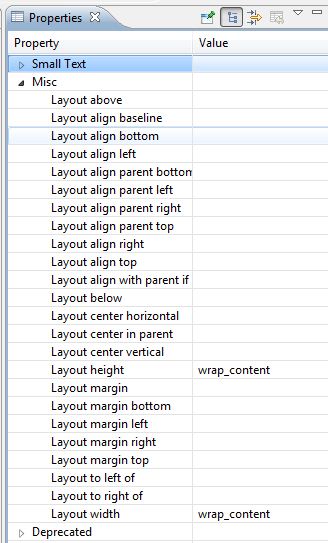 Properties
Property Value
Small Text
Misc
Layout above
Layout align baseline
Layout align bottom
Layout align left
Layout align parent bottom
Layout align parent left
Layout align parent right
Layout align parent top
Layout align right
Layout align top
Layout align with parent if
Layout below
Layout center horizontal
Layout center in parent
Layout center vertical
Layout height wrap_content
Layout margin
Layout margin bottom
Layout margin left
Layout margin right
Layout margin top
Layout to left of
Layout to right of
Layout width wrap_content
Deprecated